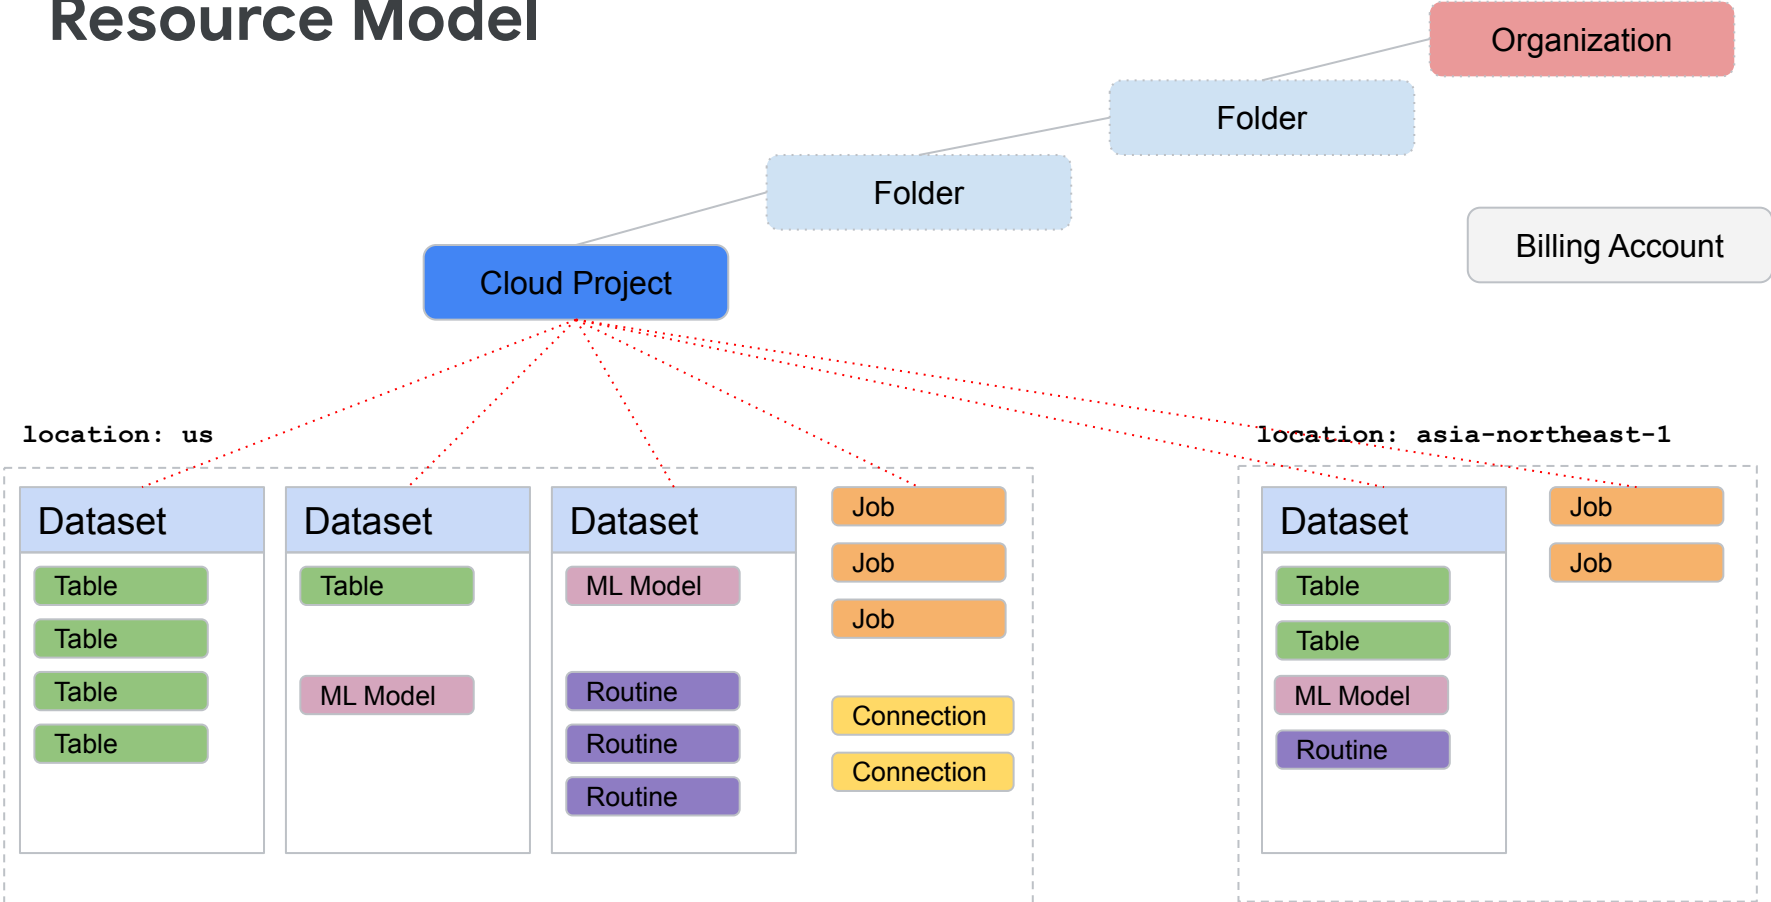 Resource Model
Organization
Folder
Folder
Billing Account
Cloud Project
location: us
location: asia-northeast-1
Dataset
Table
Table
Table
Table
Dataset
Table
ML Model
Dataset
ML Model
Routine
Routine
Routine
Job
Job
Job
Connection
Connection
Dataset
Table
Table
ML Model
Routine
Job
Job